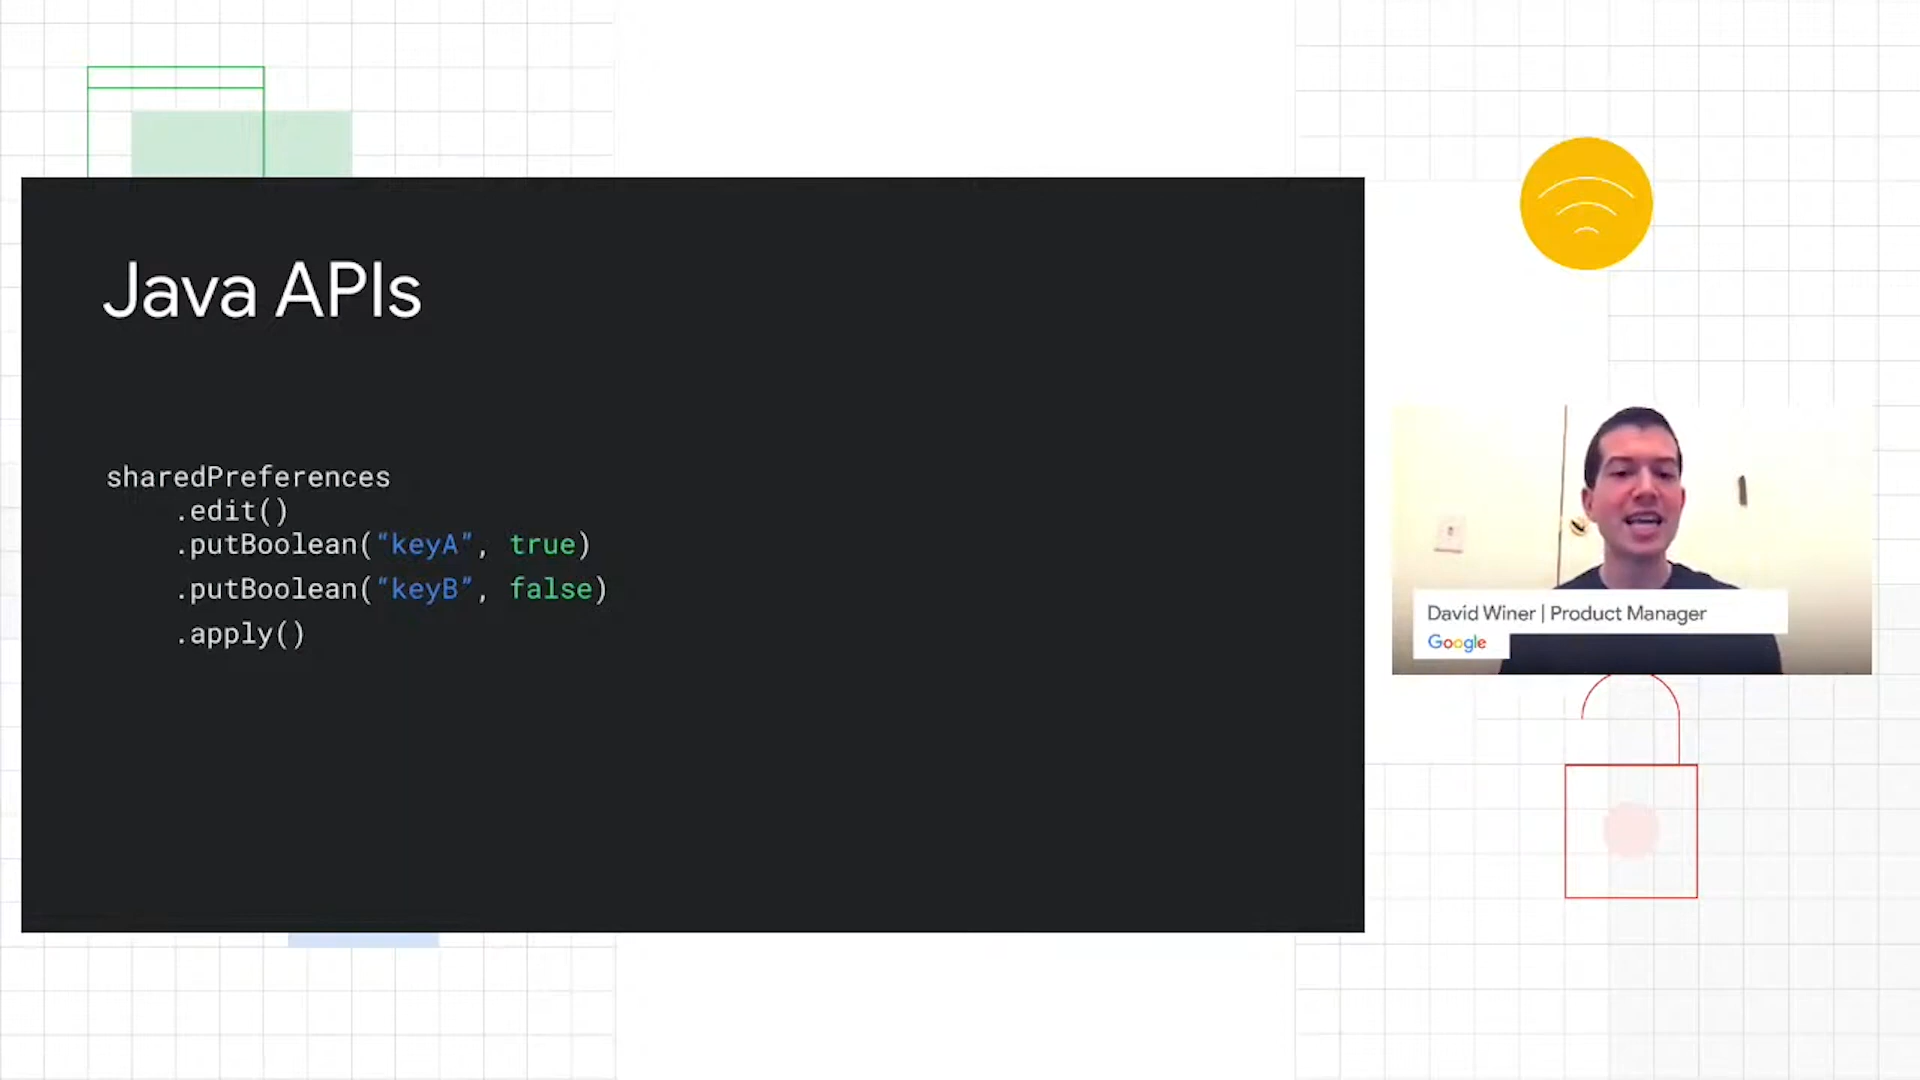 Java APIs
sharedPreferences
.edit()
.putBoolean(“keyA”, true)
.putBoolean(“keyB”, false)
.apply()
David Winer | Product Manager
Google